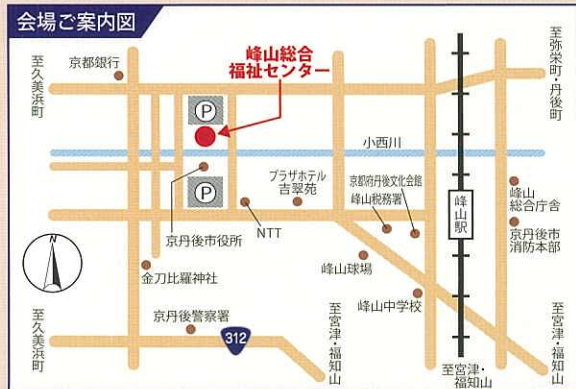 会場ご案内図
至久美浜町
京都銀行
峰山総合
福祉センター
至弥栄町・丹後町
P
小西川
P
プラザホテル
吉翠苑
京都府丹後文化会館
峰山税務署
峰山駅
峰山
総合庁舎
京丹後市
消防本部
京丹後市役所
NTT
N
金刀比羅神社
峰山球場
峰山中学校
至久美浜町
京丹後警察署
312
至宮津・福知山
至宮津・
福知山
至宮津・福知山